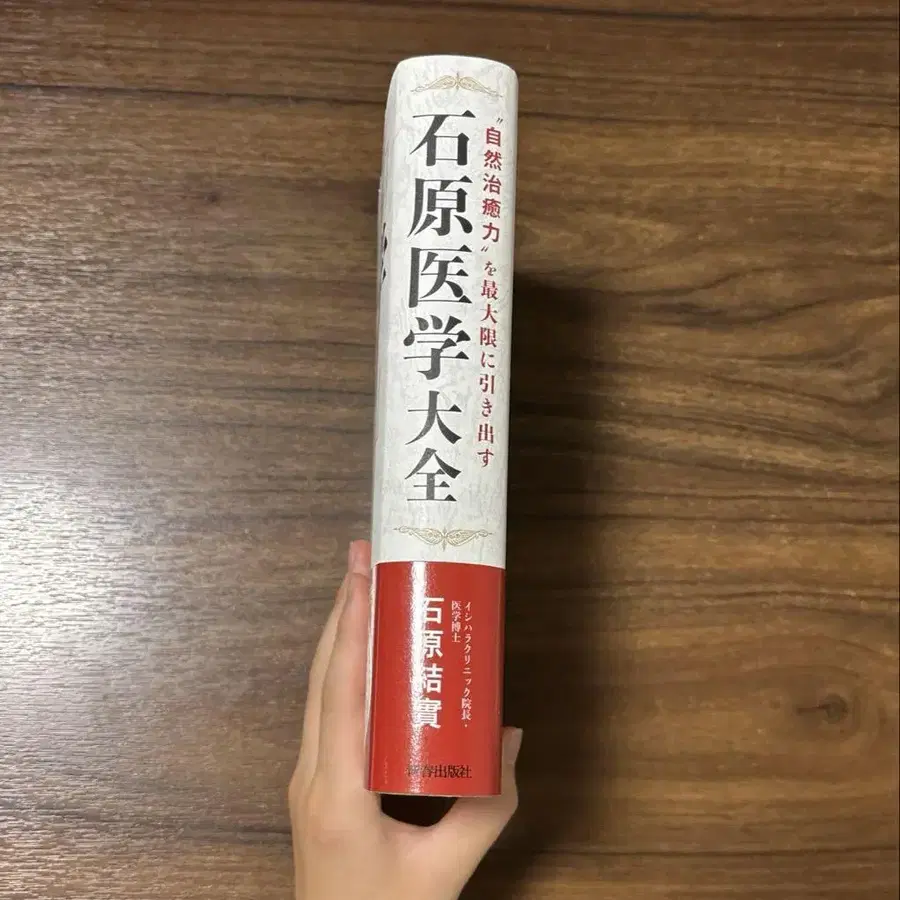 〝自然治癒力〟を最大限に引き出す
石原医学大全
イシハラクリニック院長・
医学博士
石原結實
青春出版社